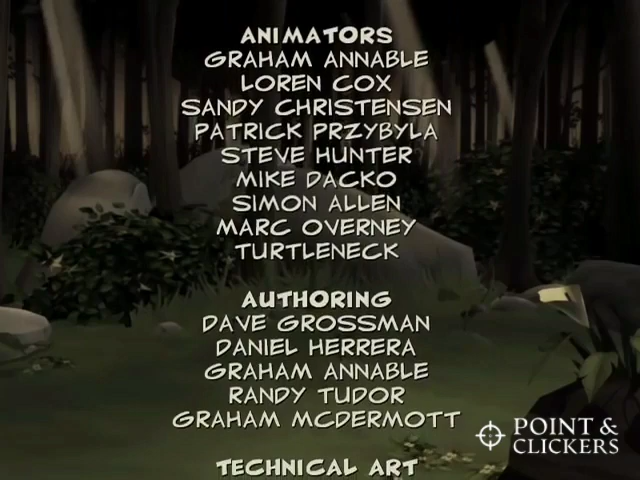 ANIMATORS
GRAHAM ANNABLE
LOREN COX
SANDY CHRISTENSEN
PATRICK PRZYBYLA
STEVE HUNTER
MIKE DACKO
SIMON ALLEN
MARC OVERNEY
TURTLENECK
AUTHORING
DAVE GROSSMAN
DANIEL HERRERA
GRAHAM ANNABLE
RANDY TUDOR
GRAHAM MCDERMOTT
TECHNICAL ART
POINT &
CLICKERS